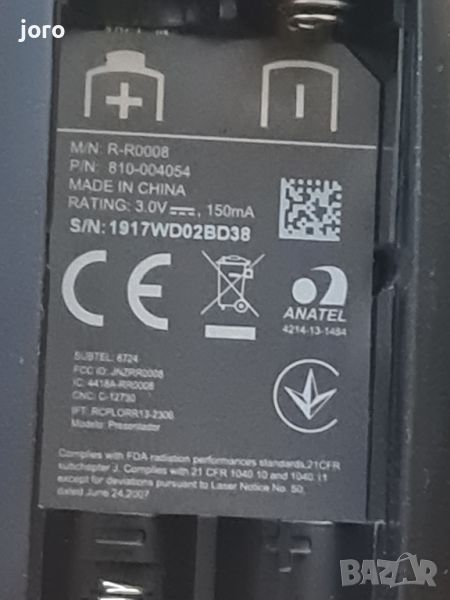 joro
M/N: R-R0008
P/N: 810-004054
MADE IN CHINA
RATING: 3.0V 150mA
S/N: 1917WD02BD38
CE
ANATEL
4214-13-1484
SUBTEL: 6724
FCC ID: JNZRR0008
IC: 4418A-RR0008
CNC: C-12730
IFT: RCPLORR13-2306
Modelo: Presentador
Complies with FDA radiation performances standards,21CFR
subchapter J. Complies with 21 CFR 1040.10 and 1040.11
except for deviations pursuant to Laser Notice No. 50,
dated June 24,2007
BAZAR